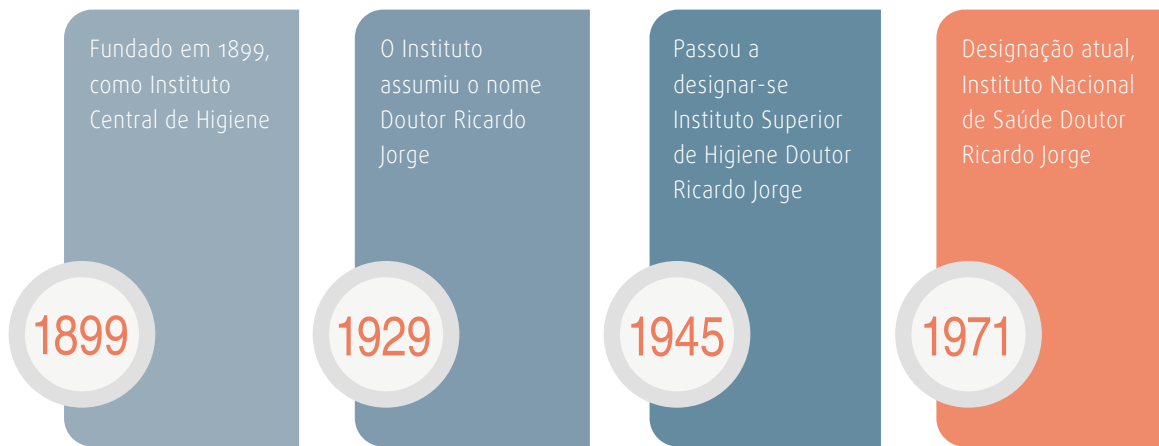 Fundado em 1899,
como Instituto
Central de Higiene
1899
O Instituto
assumiu o nome
Doutor Ricardo
Jorge
1929
Passou a
designar-se
Instituto Superior
de Higiene Doutor
Ricardo Jorge
1945
Designação atual,
Instituto Nacional
de Saúde Doutor
Ricardo Jorge
1971